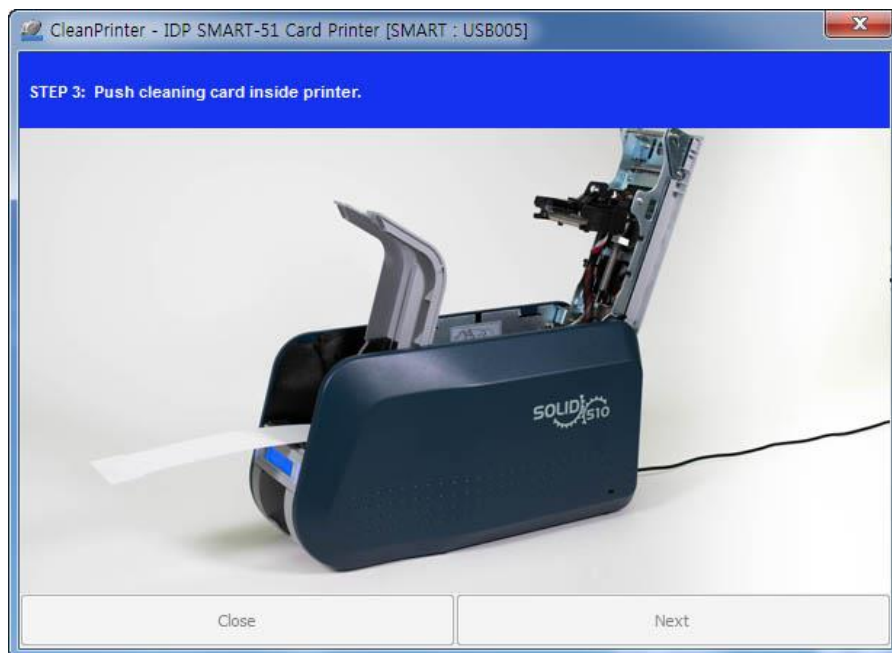 CleanPrinter - IDP SMART-51 Card Printer [SMART : USB005]
STEP 3: Push cleaning card inside printer.
SOLID 510
Close
Next